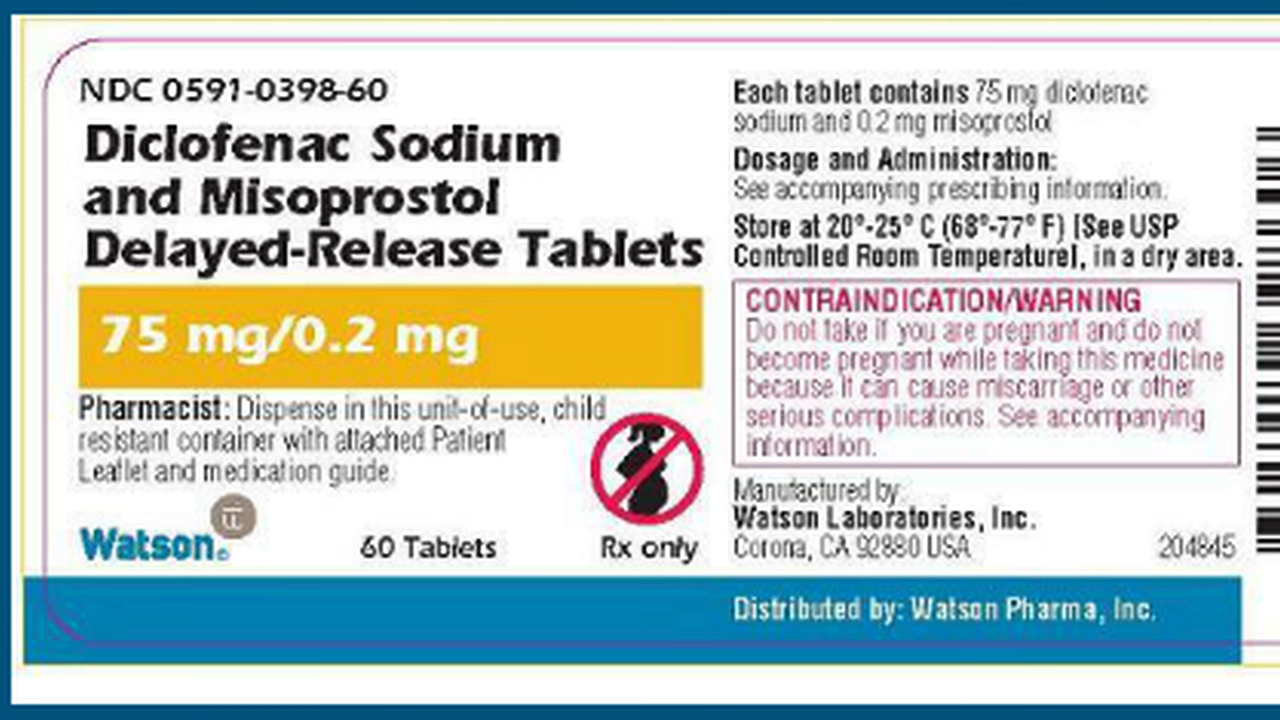 NDC 0591-0398-60
Diclofenac Sodium
and Misoprostol
Delayed-Release Tablets
75 mg/0.2 mg
Pharmacist: Dispense in this unit-of-use, child
resistant container with attached Patient
Leaflet and medication guide.
Watson
60 Tablets
Rx only
Each tablet contains 75 mg diclofenac
sodium and 0.2 mg misoprostol
Dosage and Administration:
See accompanying prescribing information.
Store at 20°-25° C (68°-77° F) [See USP
Controlled Room Temperature], in a dry area.
CONTRAINDICATION/WARNING
Do not take if you are pregnant and do not
become pregnant while taking this medicine
because it can cause miscarriage or other
serious complications. See accompanying
information.
Manufactured by:
Watson Laboratories, Inc.
Corona, CA 92880 USA
204845
Distributed by: Watson Pharma, Inc.